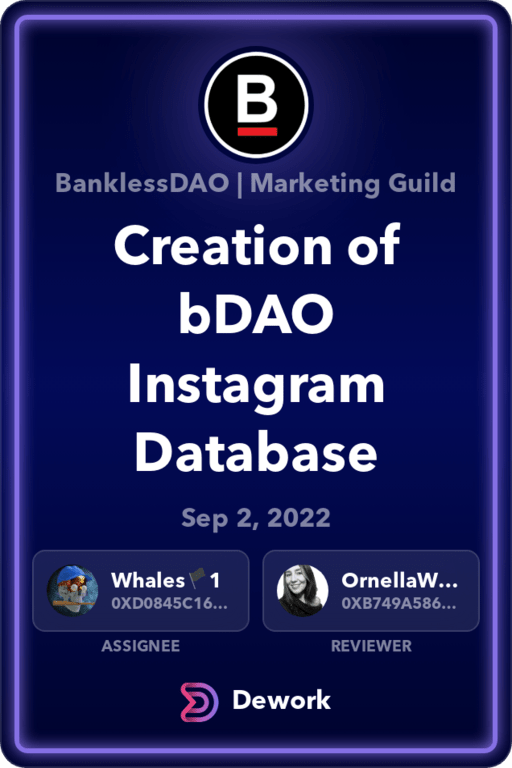 B
BanklessDAO | Marketing Guild
Creation of
bDAO
Instagram
Database
Sep 2, 2022
Whales🏴1
0XD0845C16...
OrnellaW...
0XB749A586...
ASSIGNEE
REVIEWER
Dework